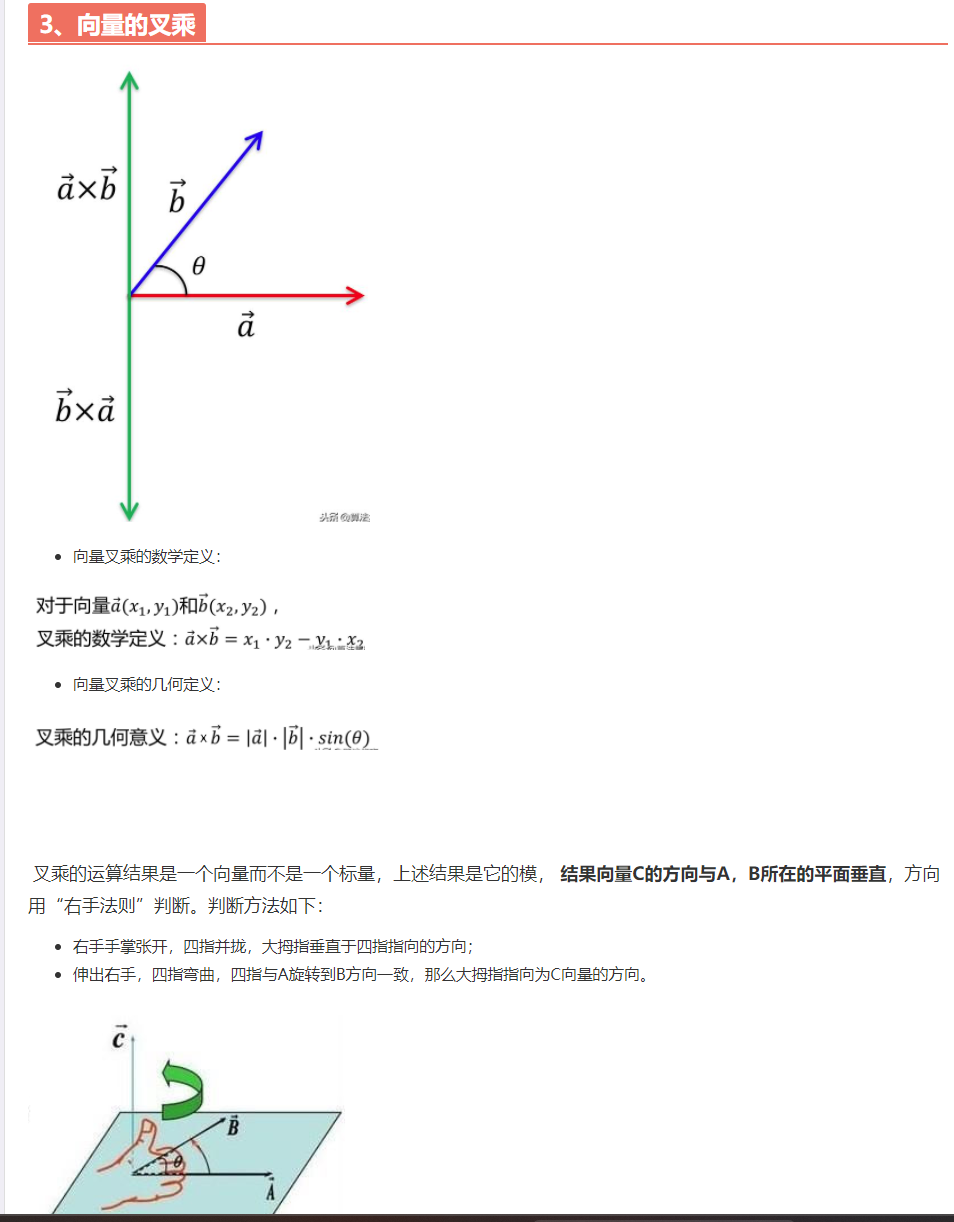 3、向量的叉乘
a⃗×b⃗
b⃗
θ
a⃗
b⃗×a⃗
头条@算法
向量叉乘的数学定义：
对于向量a⃗(x₁,y₁)和b⃗(x₂,y₂)，
叉乘的数学定义：a⃗×b⃗ = x₁·y₂ − y₁·x₂
向量叉乘的几何定义：
叉乘的几何意义：a⃗×b⃗ = |a⃗|·|b⃗|·sin(θ)
叉乘的运算结果是一个向量而不是一个标量，上述结果是它的模， 结果向量C的方向与A，B所在的平面垂直，方向
用“右手法则”判断。判断方法如下：
右手手掌张开，四指并拢，大拇指垂直于四指指向的方向；
伸出右手，四指弯曲，四指与A旋转到B方向一致，那么大拇指指向为C向量的方向。
C⃗
B⃗
θ
A⃗